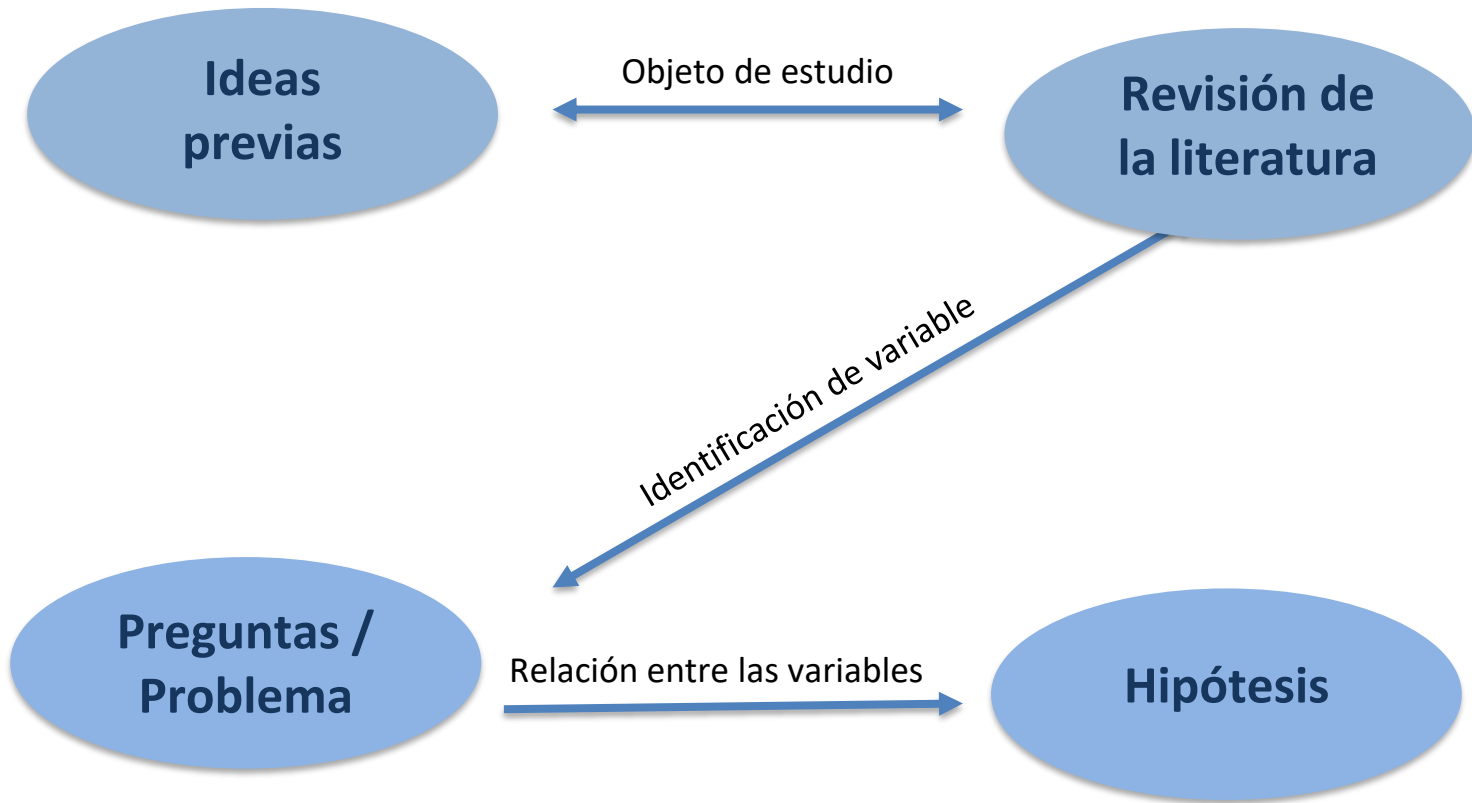 Ideas
previas
Objeto de estudio
Revisión de
la literatura
Identificación de variable
Preguntas /
Problema
Relación entre las variables
Hipótesis